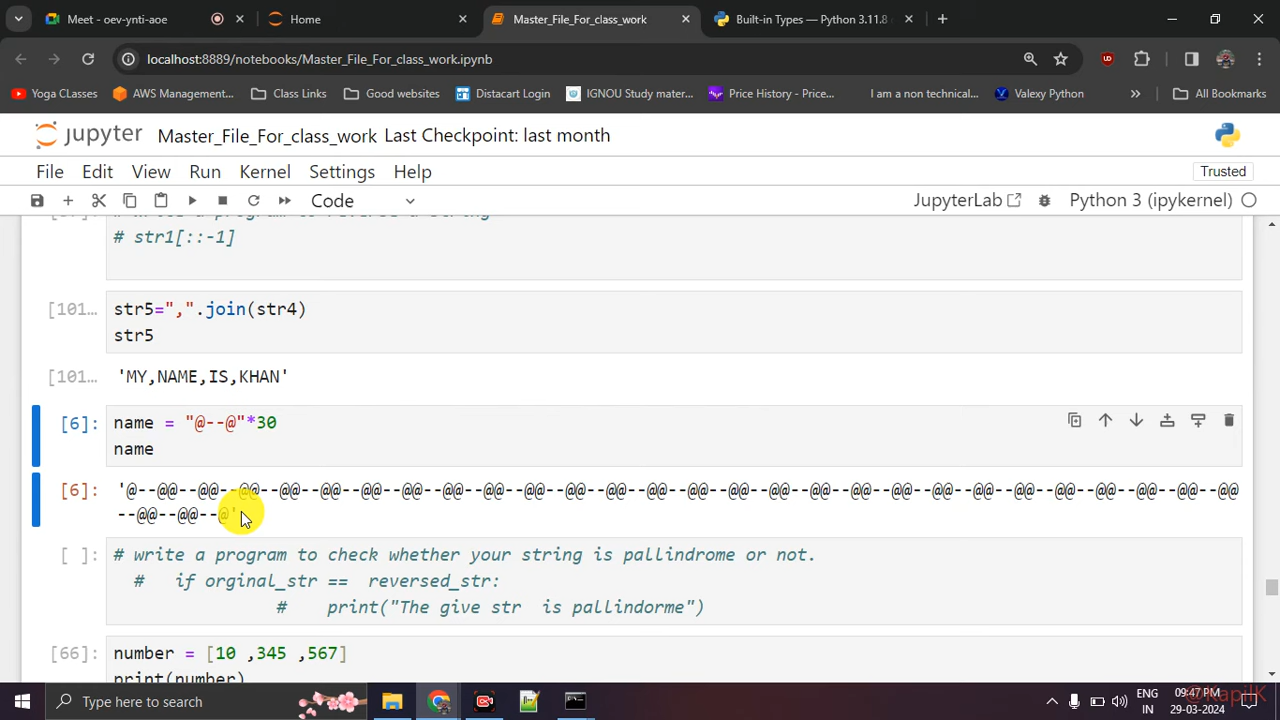 Meet - oev-ynti-aoe
Home
Master_File_For_class_work
Built-in Types — Python 3.11.8
localhost:8889/notebooks/Master_File_For_class_work.ipynb
Yoga CLasses
AWS Management...
Class Links
Good websites
Distacart Login
IGNOU Study mater...
Price History - Price...
I am a non technical...
Valexy Python
All Bookmarks
jupyter Master_File_For_class_work Last Checkpoint: last month
File Edit View Run Kernel Settings Help
Trusted
Code
JupyterLab
Python 3 (ipykernel)
# write a program to reverse a string
# str1[::-1]
[101… str5=",".join(str4)
str5
[101… 'MY,NAME,IS,KHAN'
[6]: name = "@--@"*30
name
[6]: '@--@@--@@--@@--@@--@@--@@--@@--@@--@@--@@--@@--@@--@@--@@--@@--@@--@@--@@--@@--@@--@@--@@--@@--@@--@@--@@--@@
--@@--@@--@'
[ ]: # write a program to check whether your string is pallindrome or not.
# if orginal_str == reversed_str:
# print("The give str is pallindorme")
[66]: number = [10 ,345 ,567]
print(number)
Type here to search
ENG
IN
09:47 PM
29-03-2024
@KapilK